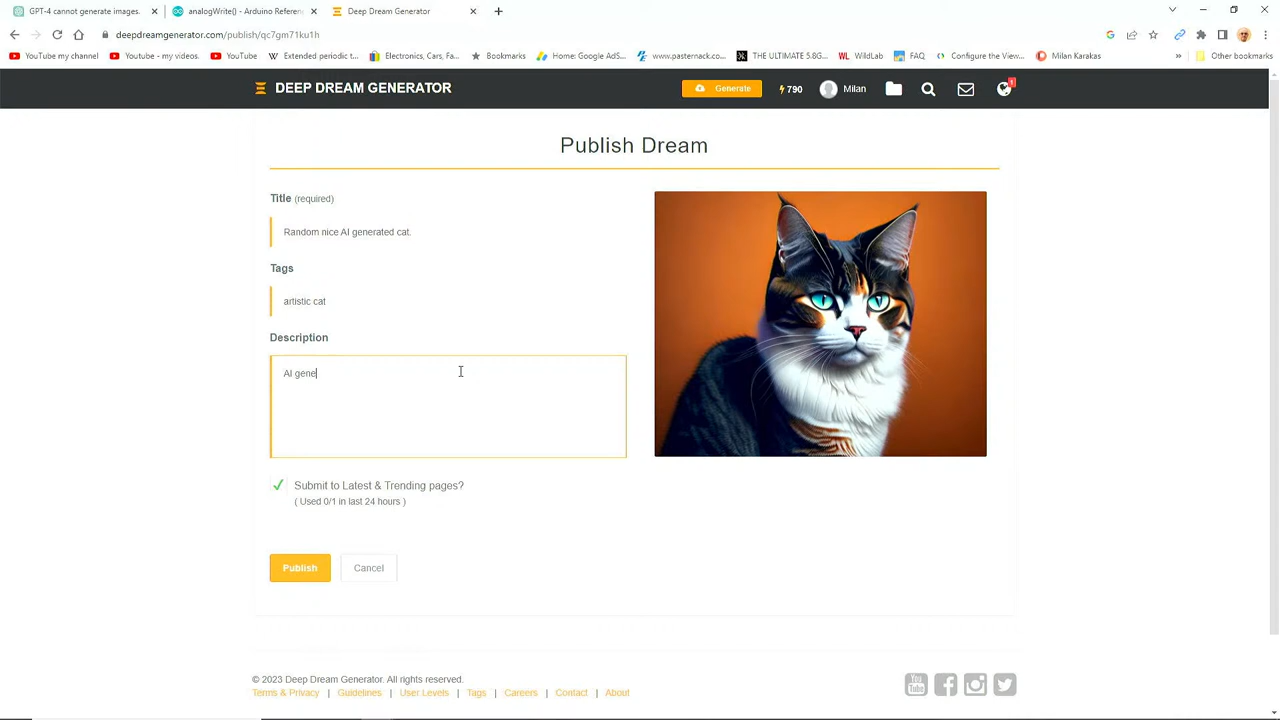 GPT-4 cannot generate images.
analogWrite() - Arduino Referen
Deep Dream Generator
deepdreamgenerator.com/publish/qc7gm71ku1h
YouTube my channel
YouTube - my videos.
YouTube
Extended periodic t...
Electronics, Cars, Fa...
Bookmarks
Home: Google AdS...
www.pasternack.co...
THE ULTIMATE 5.8G...
WildLab
FAQ
Configure the View...
Milan Karakas
»
Other bookmarks
DEEP DREAM GENERATOR
Generate
790
Milan
1
Publish Dream
Title (required)
Random nice AI generated cat.
Tags
artistic cat
Description
AI gene
Submit to Latest & Trending pages?
( Used 0/1 in last 24 hours )
Publish
Cancel
© 2023 Deep Dream Generator. All rights reserved.
Terms & Privacy | Guidelines | User Levels | Tags | Careers | Contact | About
You Tube